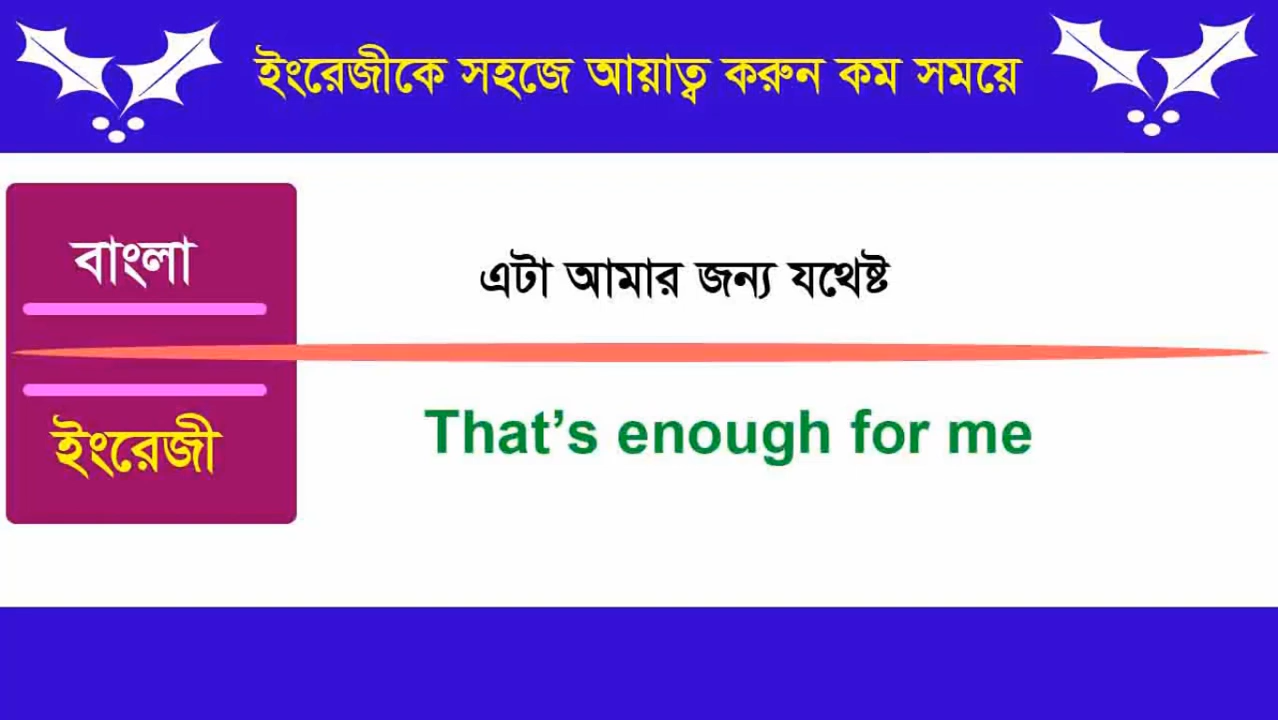 ইংরেজীকে সহজে আয়াত্ব করুন কম সময়ে
বাংলা
এটা আমার জন্য যথেষ্ট
ইংরেজী
That’s enough for me